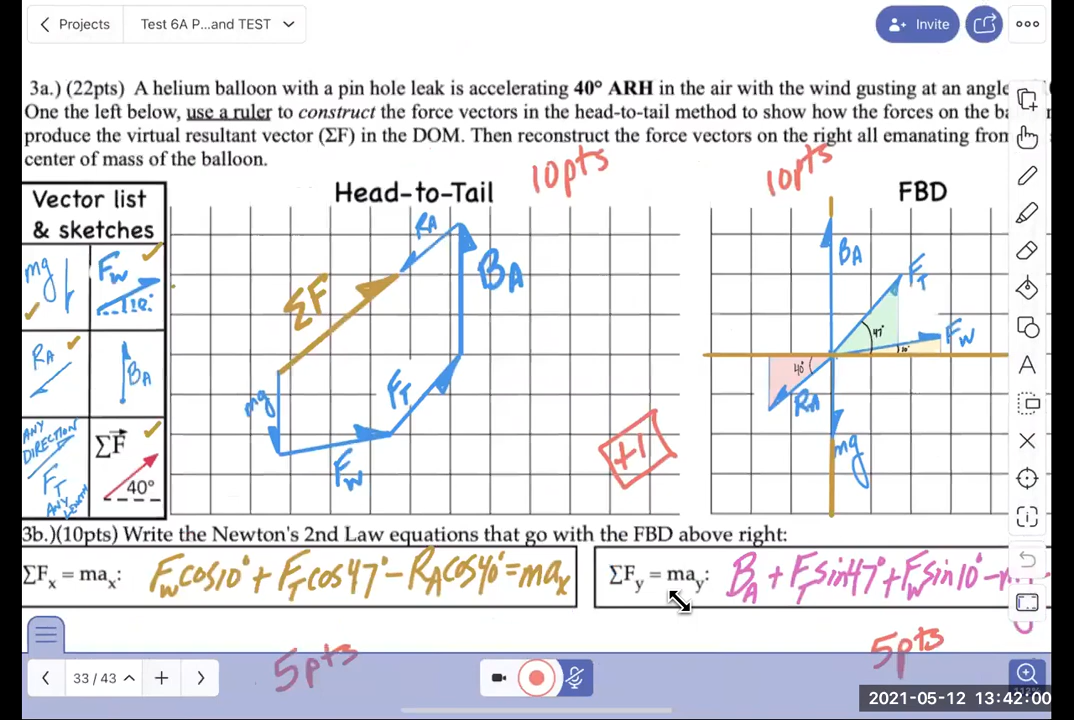 Projects
Test 6A P...and TEST
Invite
3a.) (22pts) A helium balloon with a pin hole leak is accelerating 40° ARH in the air with the wind gusting at an angle
One the left below, use a ruler to construct the force vectors in the head-to-tail method to show how the forces on the ba
produce the virtual resultant vector (ΣF) in the DOM. Then reconstruct the force vectors on the right all emanating from
center of mass of the balloon.
10pts
10pts
Vector list
& sketches
Head-to-Tail
FBD
mg
Fw
10°
RA
BA
ANY
DIRECTION
FT
ANY
LENGTH
ΣF
40°
RA
BA
ΣF
mg
FT
Fw
+1
BA
FT
47°
Fw
10°
40°
RA
mg
3b.)(10pts) Write the Newton's 2nd Law equations that go with the FBD above right:
ΣFx = max: Fwcos10° + FTcos47° - RAcos40° = max
ΣFy = may: BA + FTsin47° + Fwsin10° -
5pts
5pts
33 / 43
2021-05-12 13:42:00